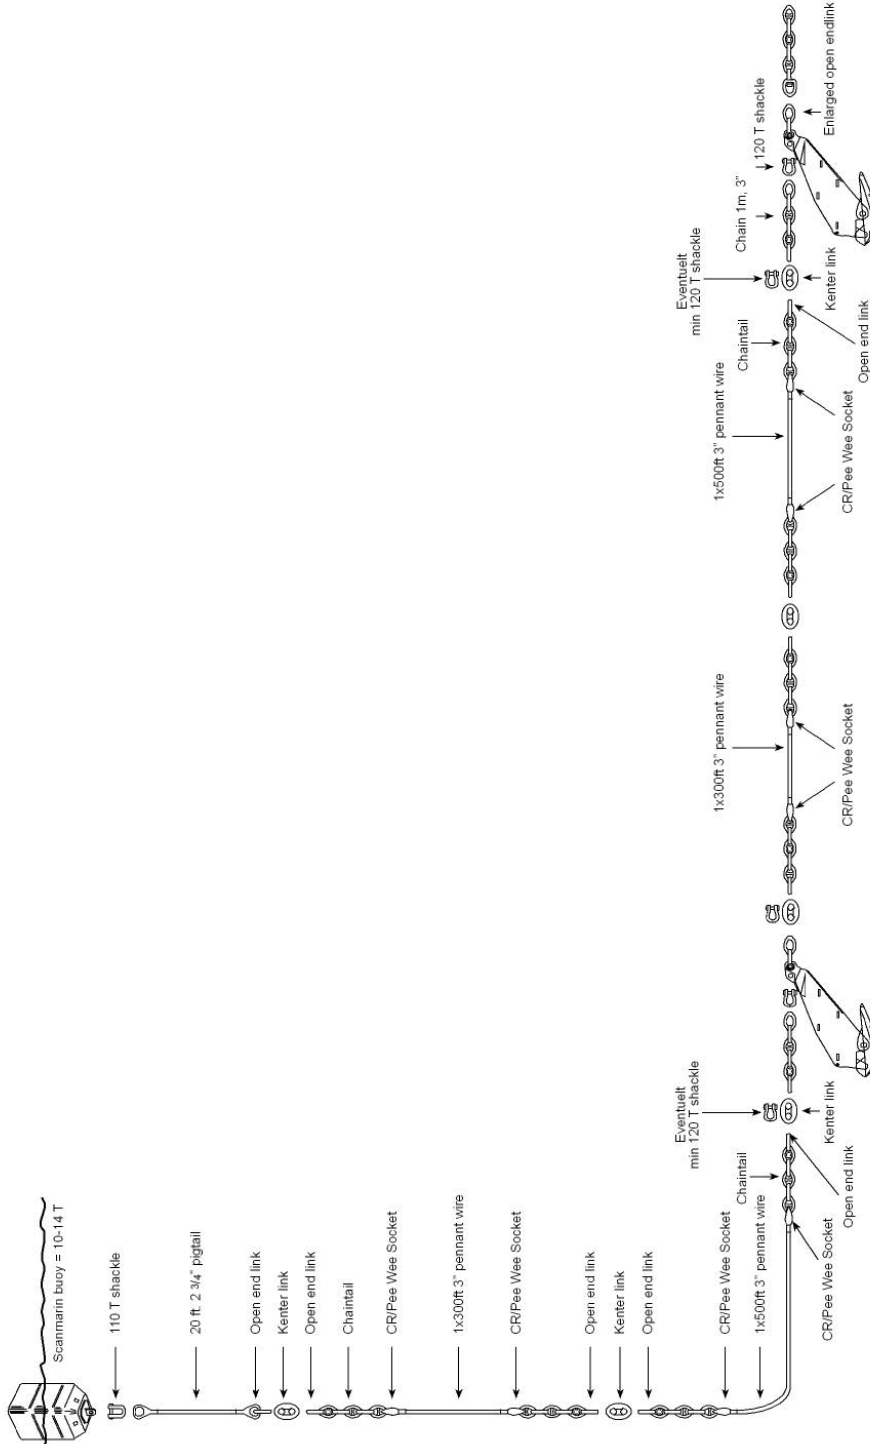 Scanmarin buoy = 10-14 T
110 T shackle
20 ft. 2 3/4" pigtail
Open end link
Kenter link
Open end link
Chaintail
CR/Pee Wee Socket
1x300ft 3" pennant wire
CR/Pee Wee Socket
Open end link
Kenter link
Open end link
CR/Pee Wee Socket
1x500ft 3" pennant wire
CR/Pee Wee Socket
Open end link
Chaintail
Kenter link
Eventuelt
min 120 T shackle
CR/Pee Wee Socket
1x300ft 3" pennant wire
CR/Pee Wee Socket
1x500ft 3" pennant wire
Open end link
Chaintail
Kenter link
Eventuelt
min 120 T shackle
Chain 1m, 3"
120 T shackle
Enlarged open endlink